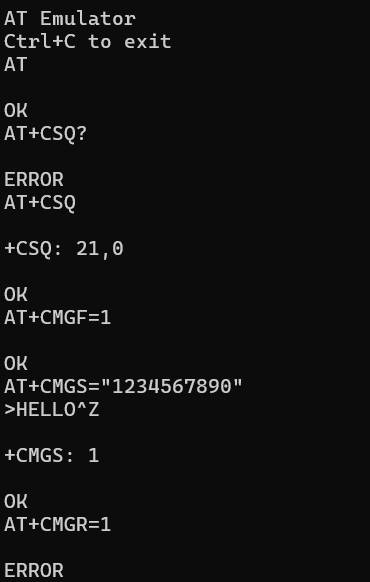 AT Emulator
Ctrl+C to exit
AT
OK
AT+CSQ?
ERROR
AT+CSQ
+CSQ: 21,0
OK
AT+CMGF=1
OK
AT+CMGS="1234567890"
>HELLO^Z
+CMGS: 1
OK
AT+CMGR=1
ERROR